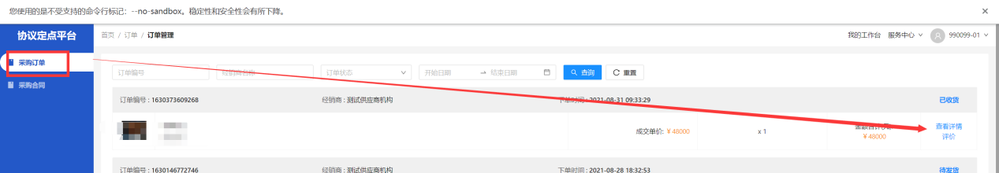 您使用的是不受支持的命令行标记：--no-sandbox。稳定性和安全性会有所下降。
协议定点平台
首页 / 订单 / 订单管理
我的工作台 服务中心 990099-01
采购订单
采购合同
订单编号 经销商名称 订单状态 开始日期 → 结束日期 查询 重置
订单编号 : 1630373609268 经销商 : 测试供应商机构 下单时间 : 2021-08-31 09:33:29 已收货
成交单价: ￥48000 x 1 ￥48000 查看详情
评价
订单编号 : 1630146772746 经销商 : 测试供应商机构 下单时间 : 2021-08-28 18:32:53 待发货